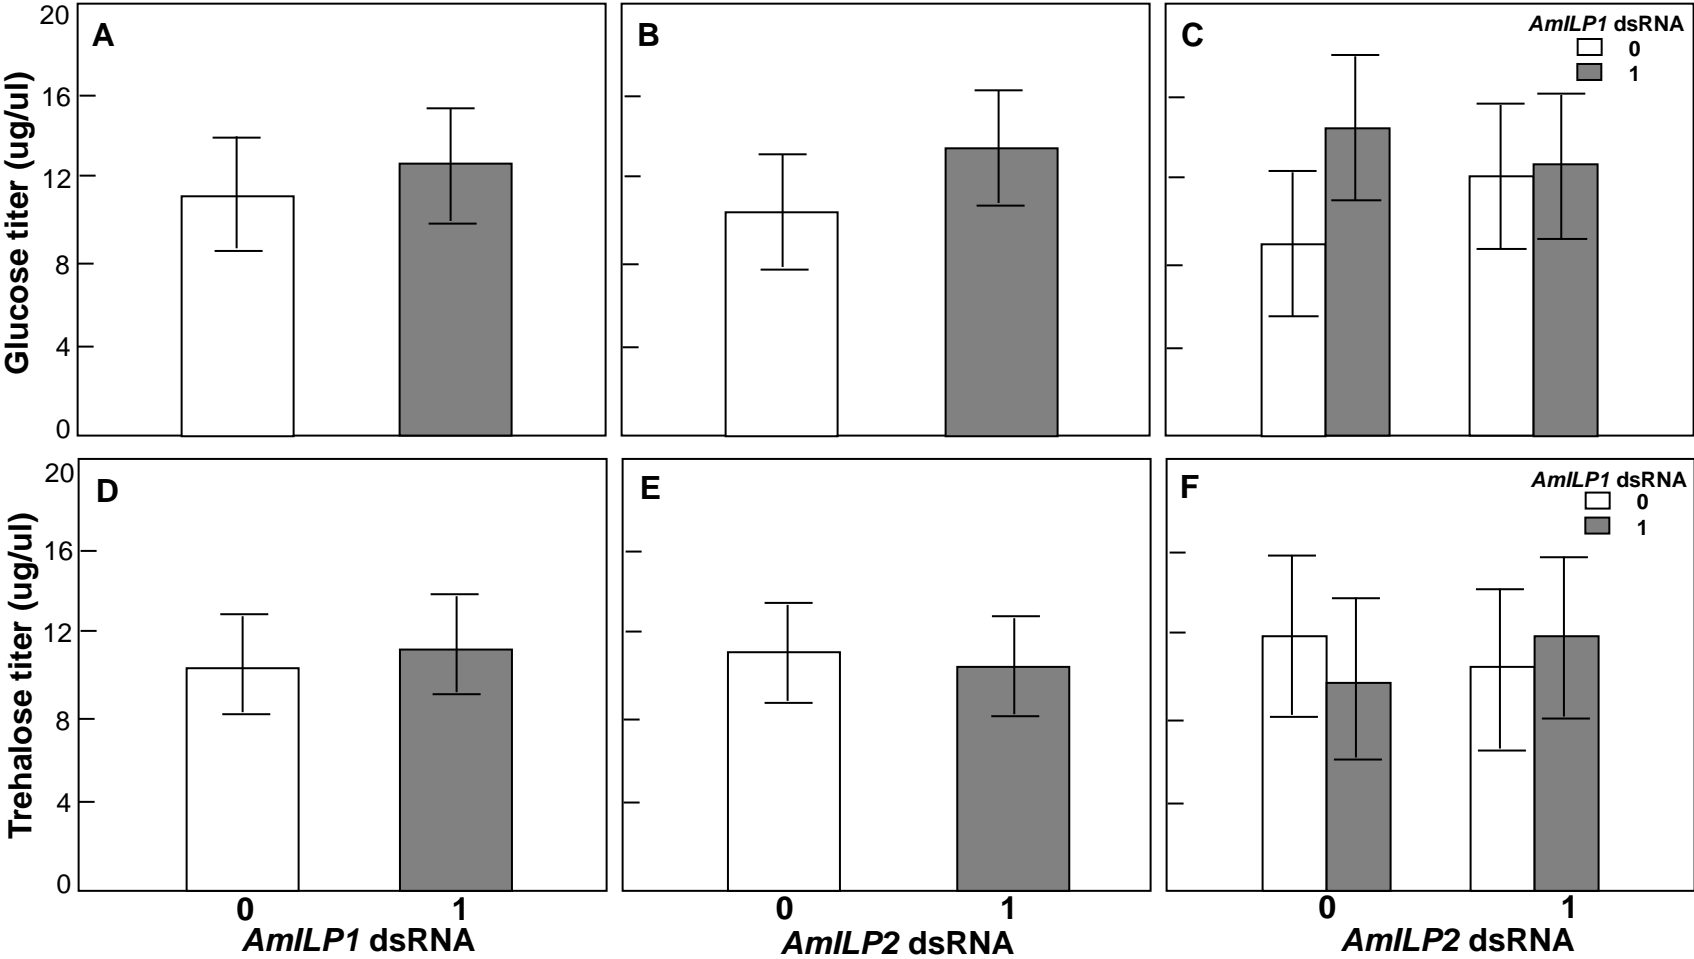 A
B
C
AmILP1 dsRNA
0
1
Glucose titer (ug/ul)
20
16
12
8
4
0
D
E
F
AmILP1 dsRNA
0
1
Trehalose titer (ug/ul)
20
16
12
8
4
0
0 1
AmILP1 dsRNA
0 1
AmILP2 dsRNA
0 1
AmILP2 dsRNA